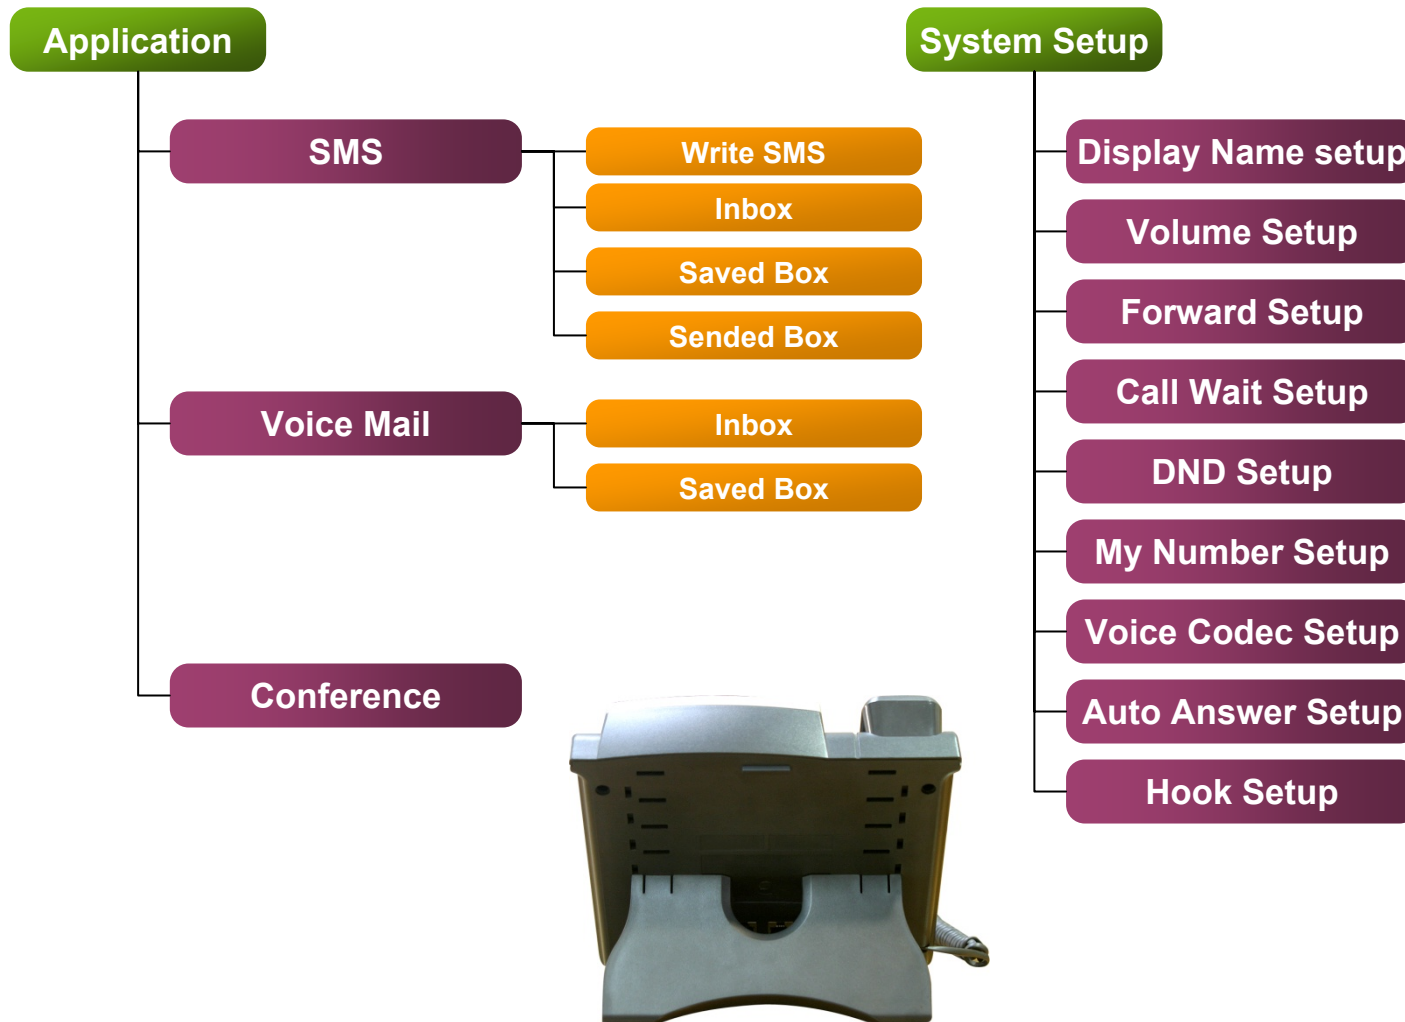 Application
SMS
Write SMS
Inbox
Saved Box
Sended Box
Voice Mail
Inbox
Saved Box
Conference
System Setup
Display Name setup
Volume Setup
Forward Setup
Call Wait Setup
DND Setup
My Number Setup
Voice Codec Setup
Auto Answer Setup
Hook Setup